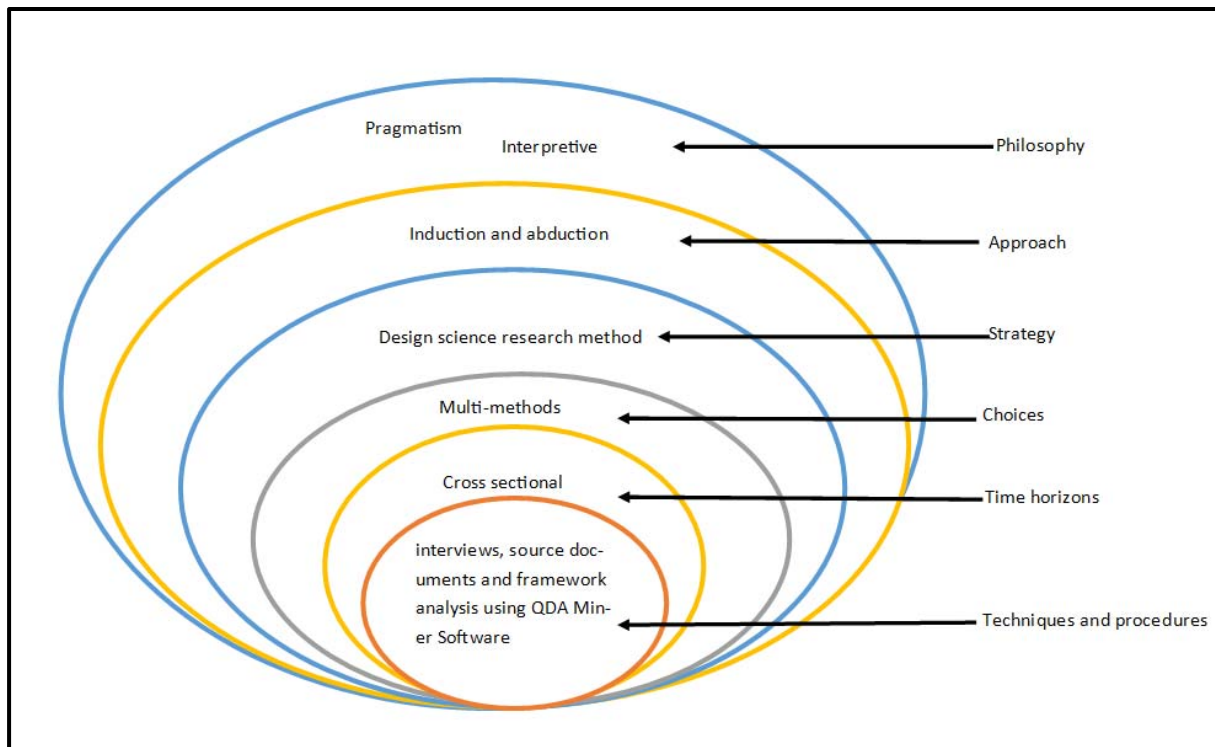 Pragmatism
Interpretive
Philosophy
Induction and abduction
Approach
Design science research method
Strategy
Multi-methods
Choices
Cross sectional
Time horizons
interviews, source doc-
uments and framework
analysis using QDA Min-
er Software
Techniques and procedures